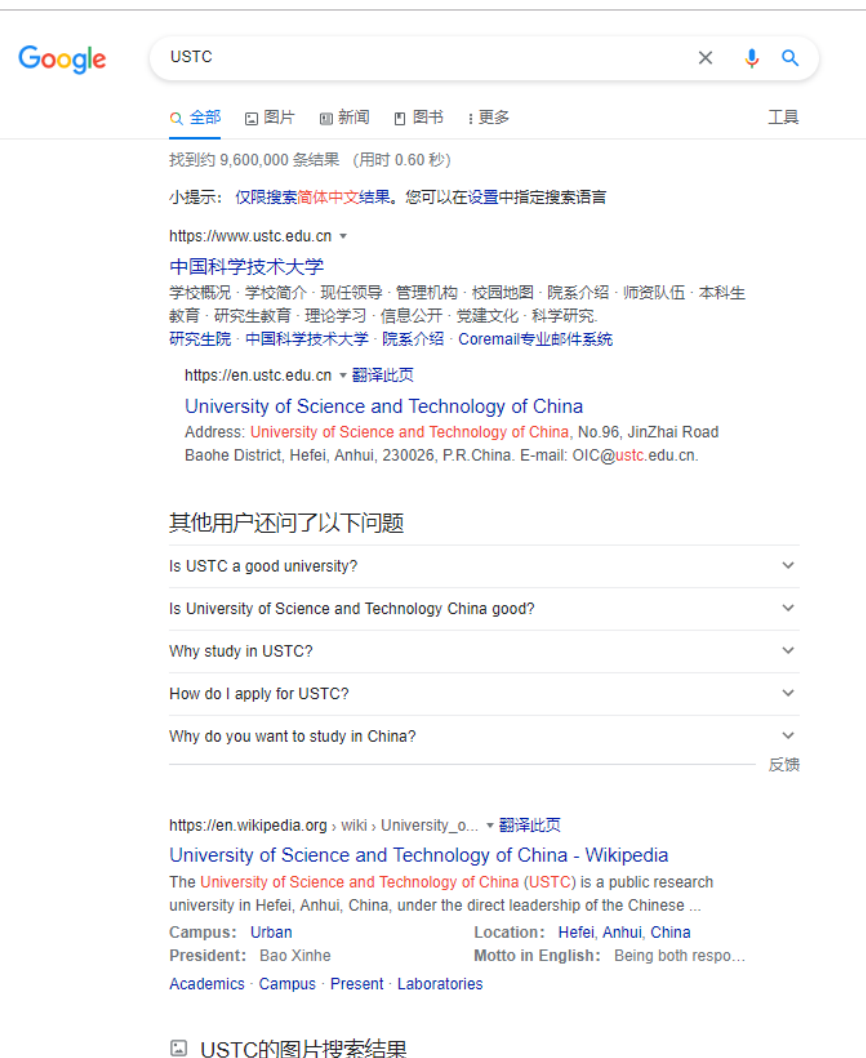 Google
USTC
全部 图片 新闻 图书 更多 工具
找到约 9,600,000 条结果 （用时 0.60 秒）
小提示： 仅限搜索简体中文结果。您可以在设置中指定搜索语言
https://www.ustc.edu.cn
中国科学技术大学
学校概况 · 学校简介 · 现任领导 · 管理机构 · 校园地图 · 院系介绍 · 师资队伍 · 本科生
教育 · 研究生教育 · 理论学习 · 信息公开 · 党建文化 · 科学研究.
研究生院 · 中国科学技术大学 · 院系介绍 · Coremail专业邮件系统
https://en.ustc.edu.cn 翻译此页
University of Science and Technology of China
Address: University of Science and Technology of China, No.96, JinZhai Road
Baohe District, Hefei, Anhui, 230026, P.R.China. E-mail: OIC@ustc.edu.cn.
其他用户还问了以下问题
Is USTC a good university?
Is University of Science and Technology China good?
Why study in USTC?
How do I apply for USTC?
Why do you want to study in China?
反馈
https://en.wikipedia.org › wiki › University_o... 翻译此页
University of Science and Technology of China - Wikipedia
The University of Science and Technology of China (USTC) is a public research
university in Hefei, Anhui, China, under the direct leadership of the Chinese ...
Campus: Urban Location: Hefei, Anhui, China
President: Bao Xinhe Motto in English: Being both respo...
Academics · Campus · Present · Laboratories
USTC的图片搜索结果